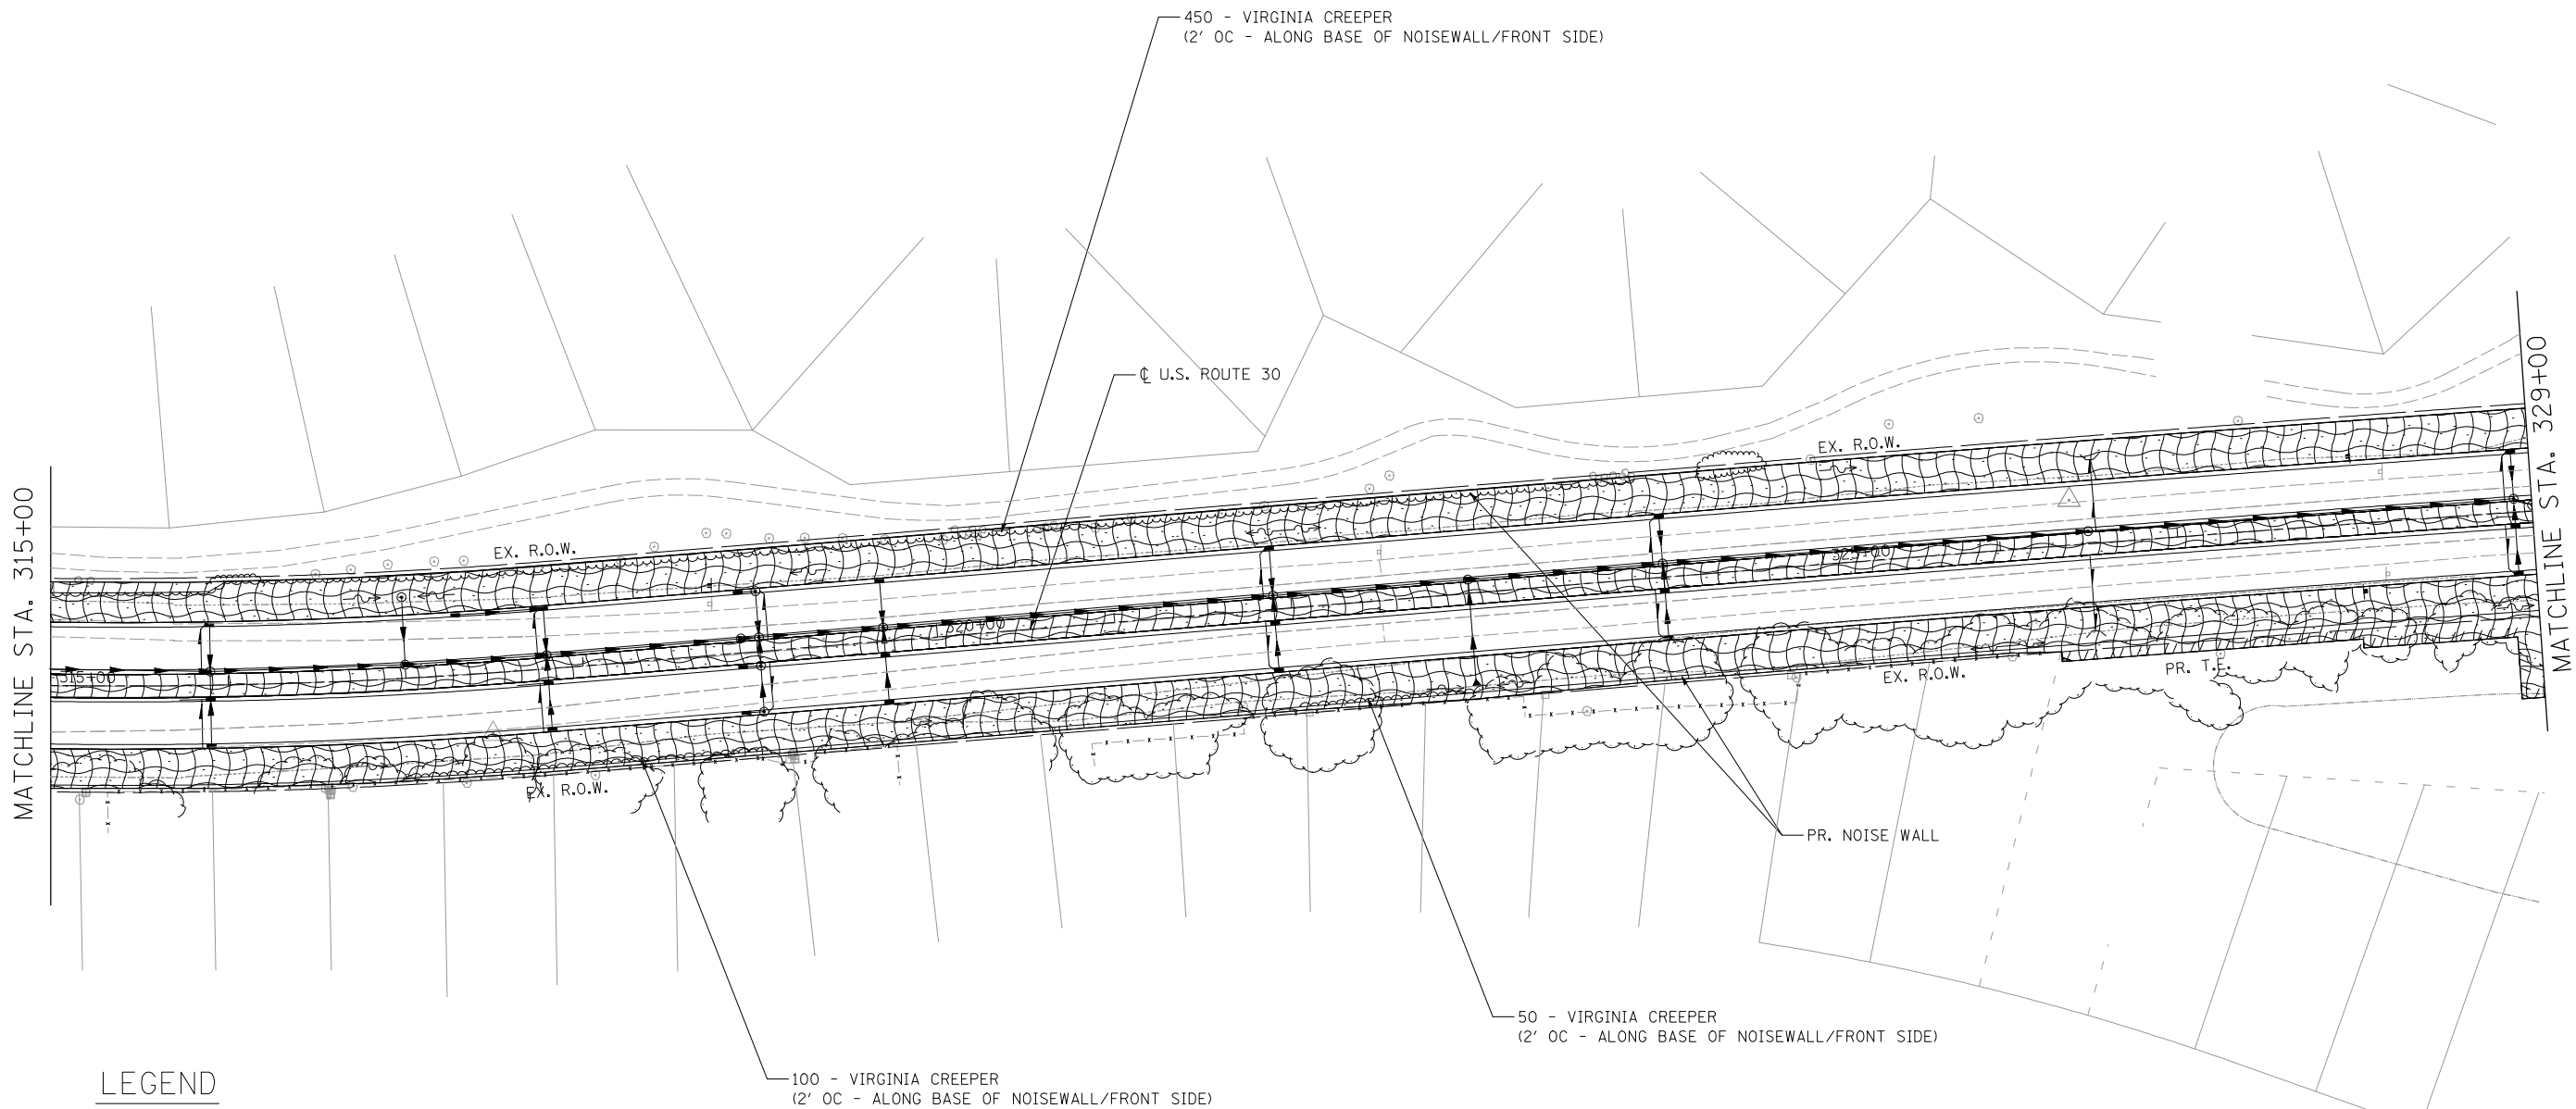 450 - VIRGINIA CREEPER
(2' OC - ALONG BASE OF NOISEWALL/FRONT SIDE)
℄ U.S. ROUTE 30
MATCHLINE STA. 315+00
MATCHLINE STA. 329+00
EX. R.O.W.
EX. R.O.W.
325+00
320+00
315+00
PR. T.E.
EX. R.O.W.
EX. R.O.W.
PR. NOISE WALL
50 - VIRGINIA CREEPER
(2' OC - ALONG BASE OF NOISEWALL/FRONT SIDE)
100 - VIRGINIA CREEPER
(2' OC - ALONG BASE OF NOISEWALL/FRONT SIDE)
LEGEND